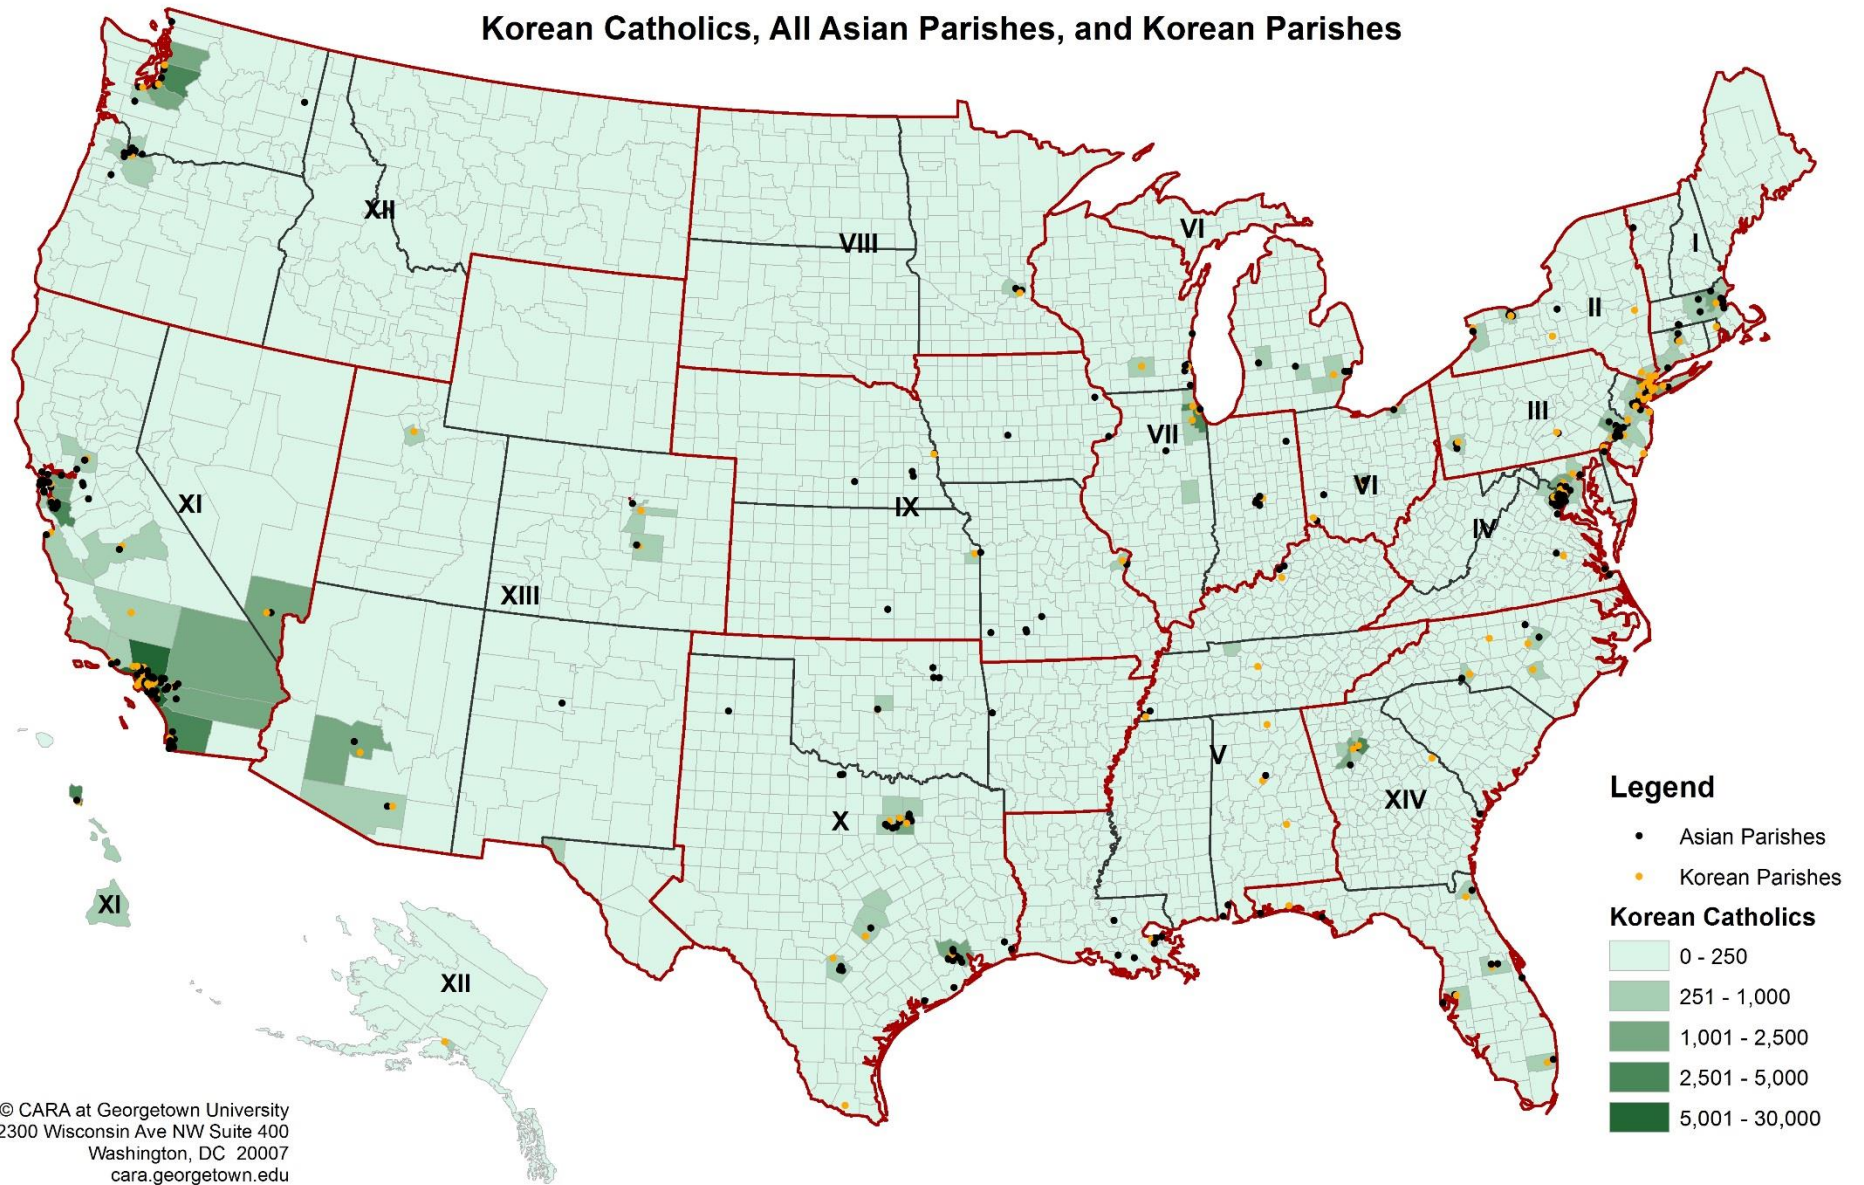 Korean Catholics, All Asian Parishes, and Korean Parishes
XII
VIII
VI
I
II
III
VII
XI
IX
VI
IV
XIII
V
X
XIV
XI
XII
Legend
Asian Parishes
Korean Parishes
Korean Catholics
0 - 250
251 - 1,000
1,001 - 2,500
2,501 - 5,000
5,001 - 30,000
© CARA at Georgetown University
2300 Wisconsin Ave NW Suite 400
Washington, DC 20007
cara.georgetown.edu